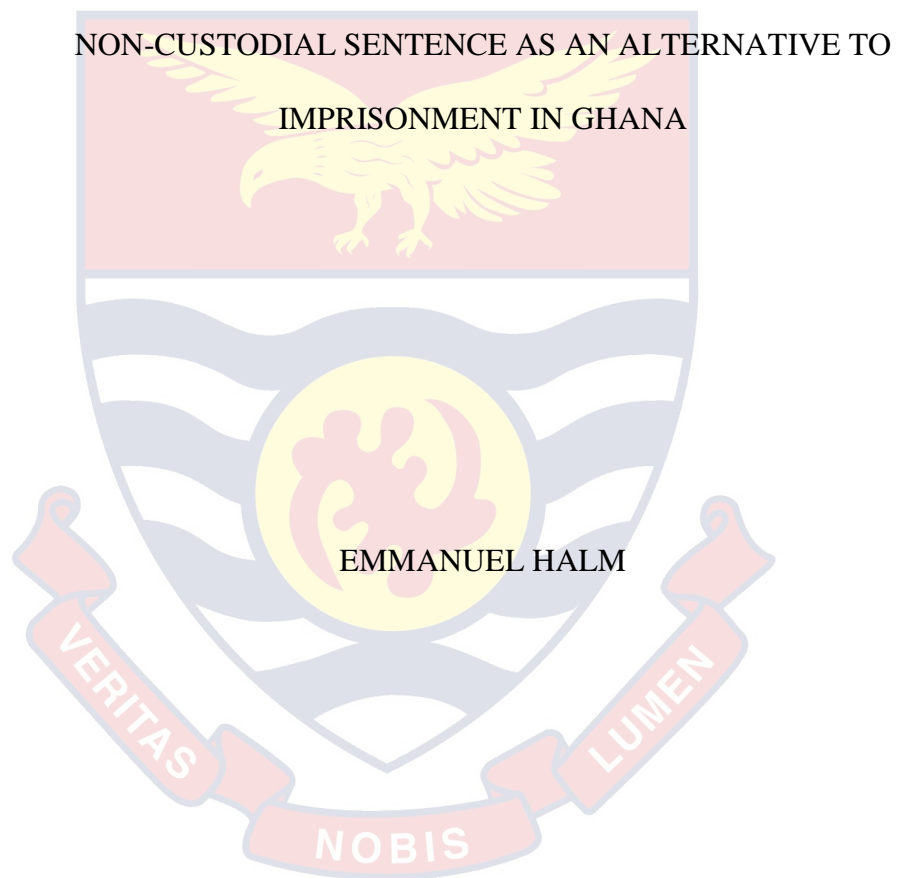 NON-CUSTODIAL SENTENCE AS AN ALTERNATIVE TO
IMPRISONMENT IN GHANA
EMMANUEL HALM
VERITAS
NOBIS
LUMEN